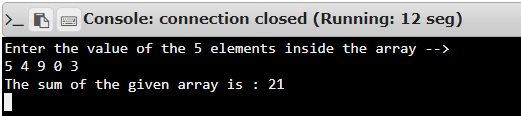 >_ Console: connection closed (Running: 12 seg)
Enter the value of the 5 elements inside the array -->
5 4 9 0 3
The sum of the given array is : 21